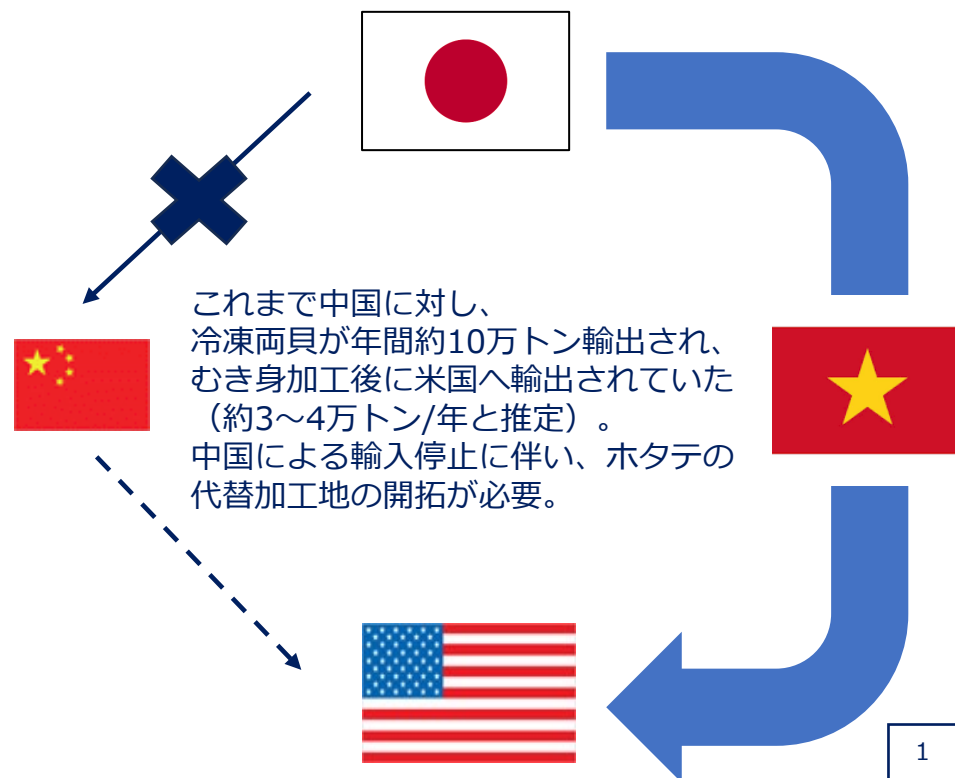 これまで中国に対し、
冷凍両貝が年間約10万トン輸出され、
むき身加工後に米国へ輸出されていた
（約3～4万トン/年と推定）。
中国による輸入停止に伴い、ホタテの
代替加工地の開拓が必要。
1